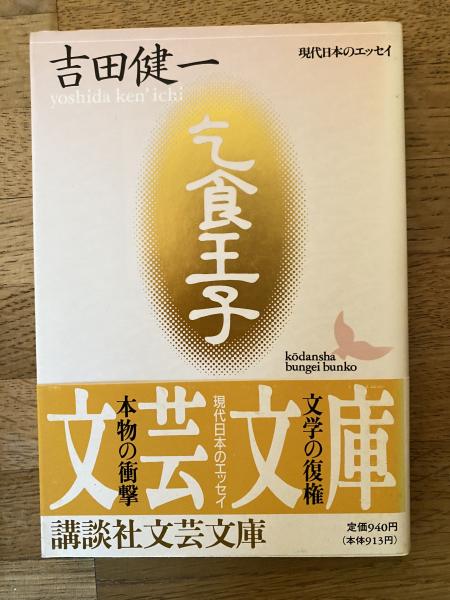 吉田健一
yoshida ken'ichi
現代日本のエッセイ
乞食王子
kōdansha
bungei bunko
文芸文庫
文学の復権
現代日本のエッセイ
本物の衝撃
講談社文芸文庫
定価940円
(本体913円)